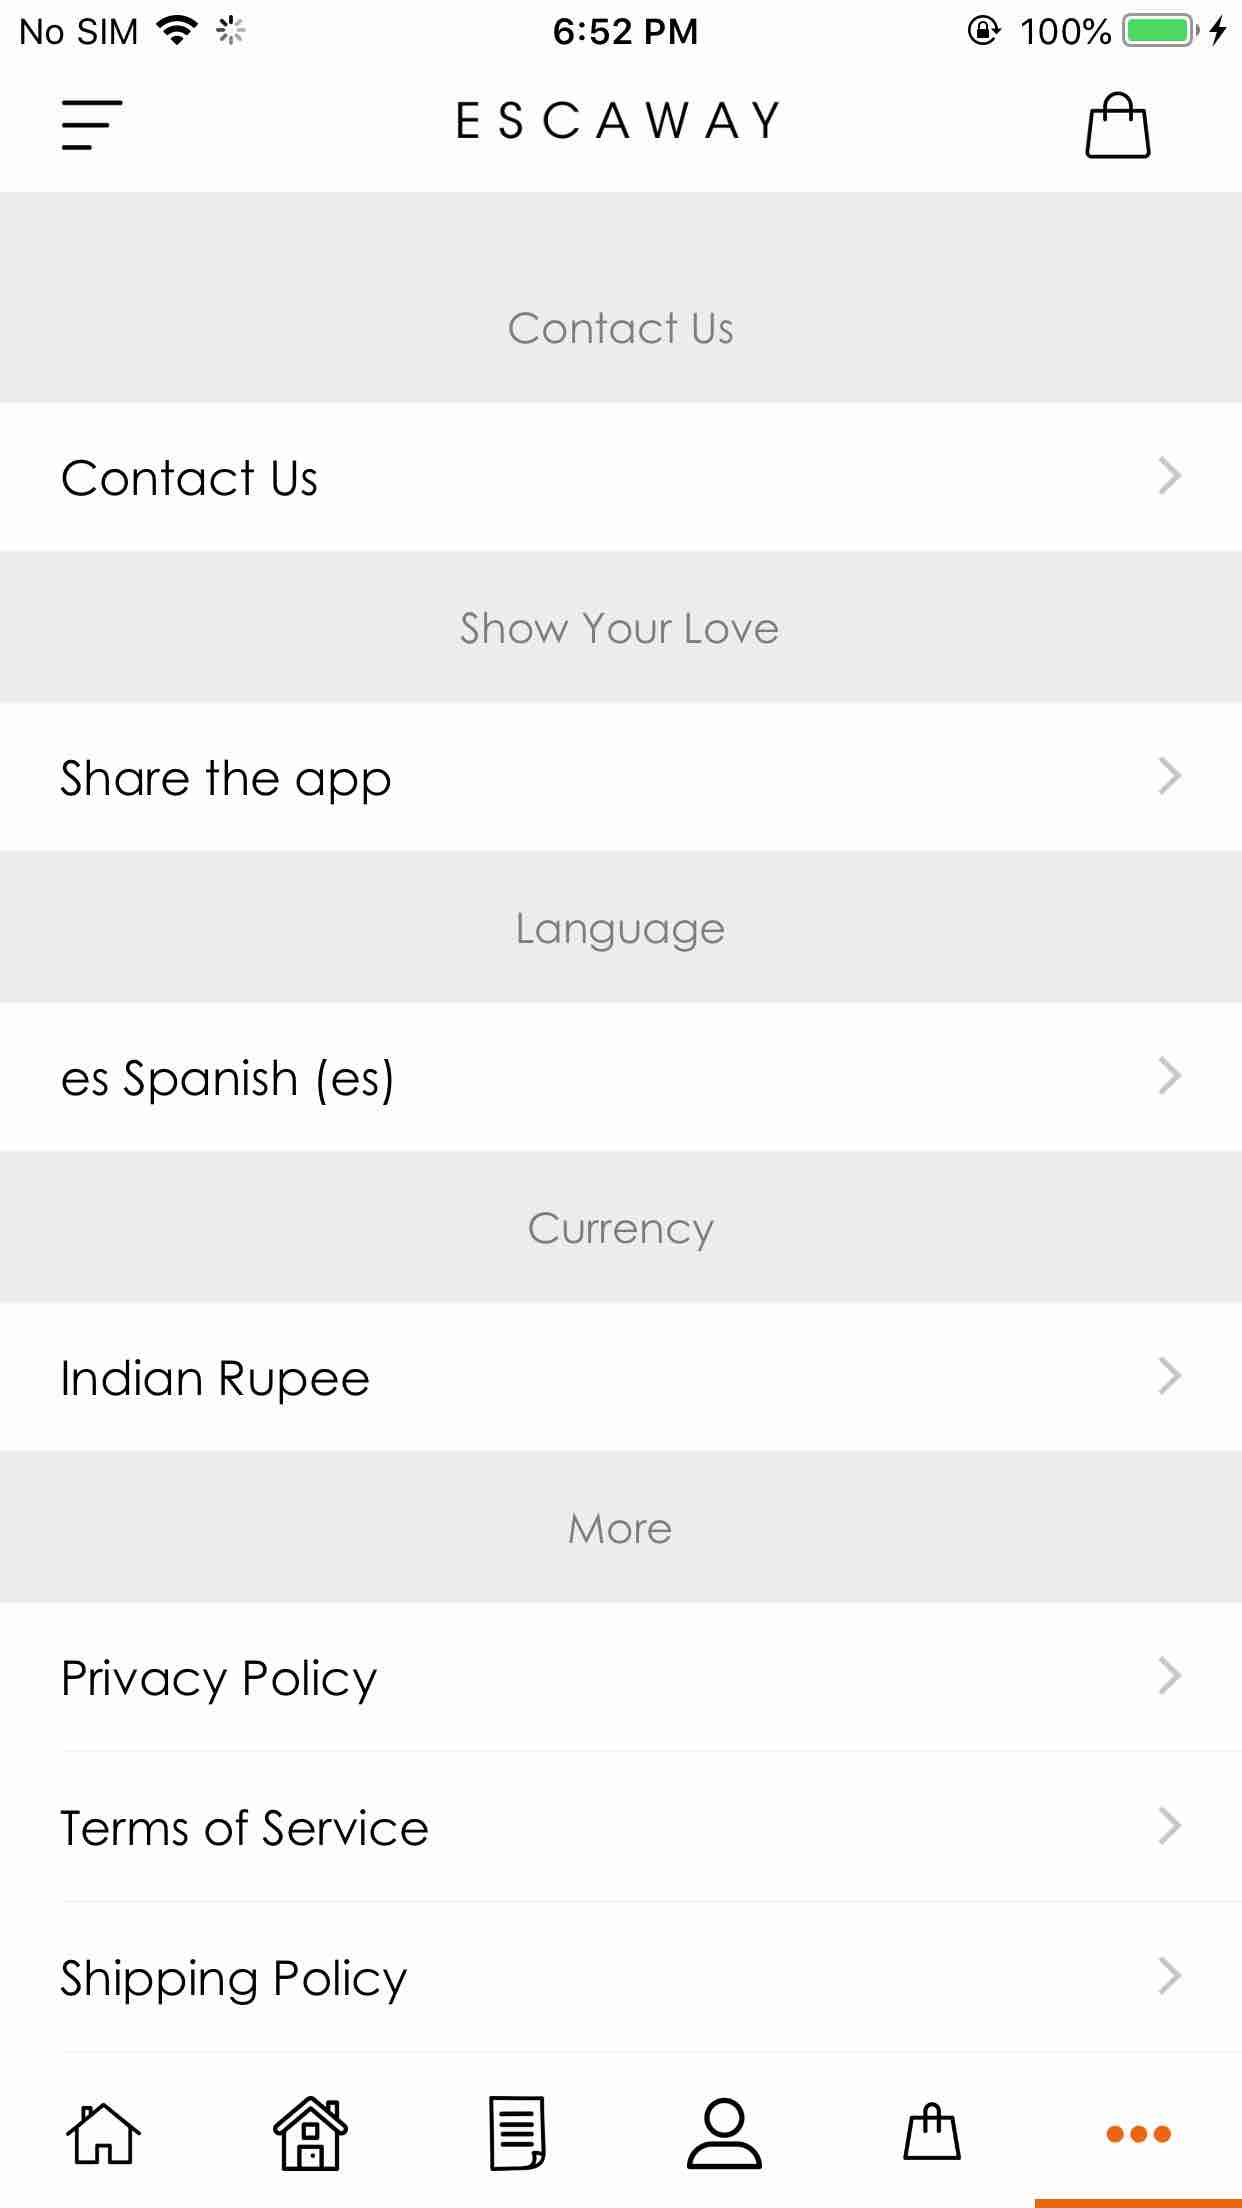 No SIM 6:52 PM 100%
ESCAWAY
Contact Us
Contact Us
Show Your Love
Share the app
Language
es Spanish (es)
Currency
Indian Rupee
More
Privacy Policy
Terms of Service
Shipping Policy